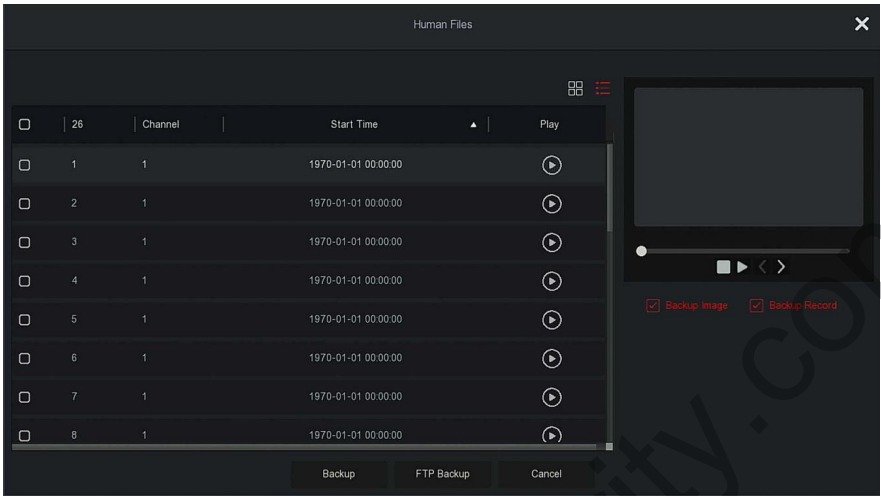 Human Files
26 Channel Start Time Play
1 1 1970-01-01 00:00:00
2 1 1970-01-01 00:00:00
3 1 1970-01-01 00:00:00
4 1 1970-01-01 00:00:00
5 1 1970-01-01 00:00:00
6 1 1970-01-01 00:00:00
7 1 1970-01-01 00:00:00
8 1 1970-01-01 00:00:00
Backup Image Backup Record
Backup FTP Backup Cancel
ity.com